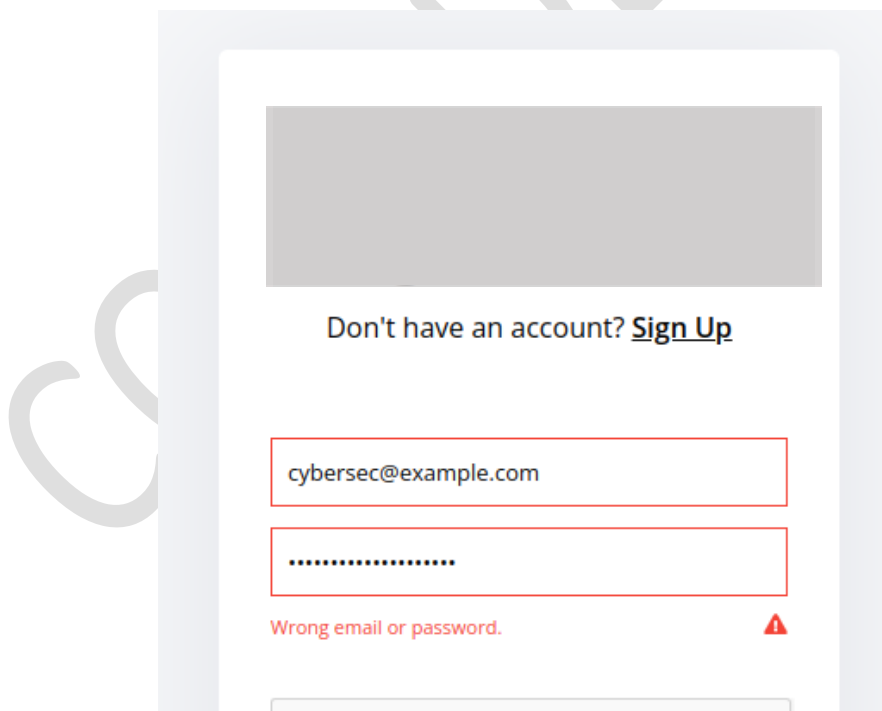 Don't have an account? Sign Up
cybersec@example.com
••••••••••••••••••••
Wrong email or password.